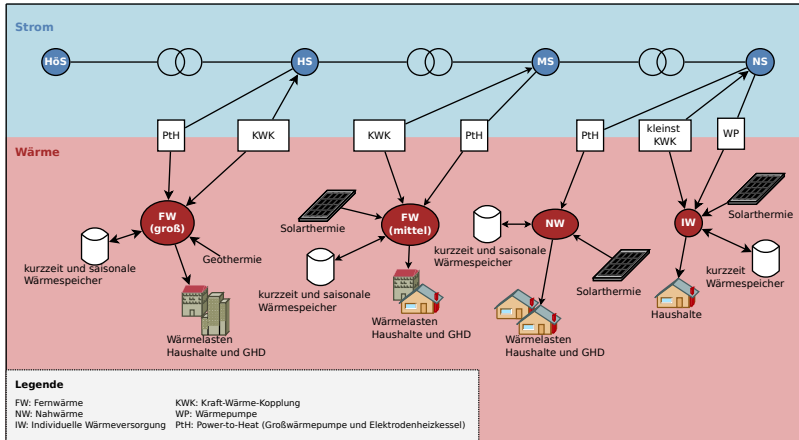 Strom
HöS
HS
MS
NS
PtH
KWK
KWK
PtH
PtH
kleinst
KWK
WP
Wärme
FW
(groß)
Geothermie
kurzzeit und saisonale
Wärmespeicher
Wärmelasten
Haushalte und GHD
Solarthermie
FW
(mittel)
kurzzeit und saisonale
Wärmespeicher
Wärmelasten
Haushalte und GHD
NW
kurzzeit und saisonale
Wärmespeicher
Solarthermie
Wärmelasten
Haushalte und GHD
IW
Solarthermie
kurzzeit und saisonale
Wärmespeicher
Haushalte
Legende
FW: Fernwärme
NW: Nahwärme
IW: Individuelle Wärmeversorgung
KWK: Kraft-Wärme-Kopplung
WP: Wärmepumpe
PtH: Power-to-Heat (Großwärmepumpe und Elektrodenheizkessel)